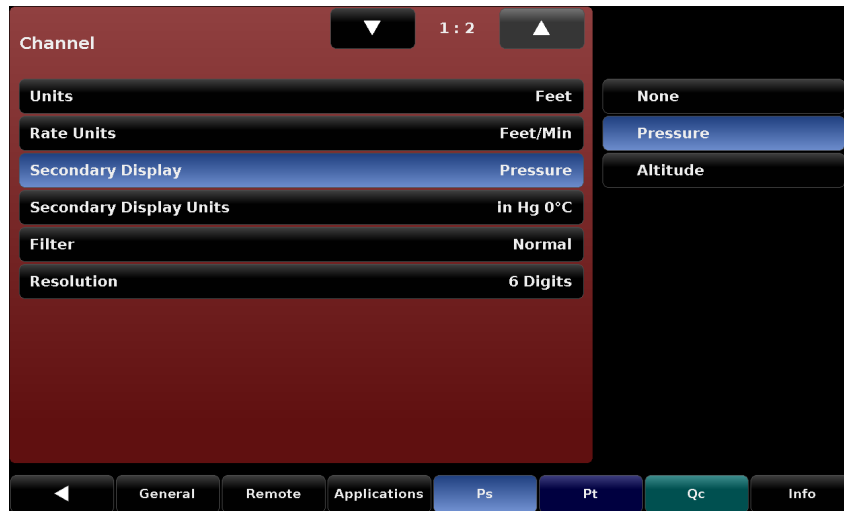 Channel
1 : 2
Units Feet
Rate Units Feet/Min
Secondary Display Pressure
Secondary Display Units in Hg 0°C
Filter Normal
Resolution 6 Digits
None
Pressure
Altitude
General Remote Applications Ps Pt Qc Info